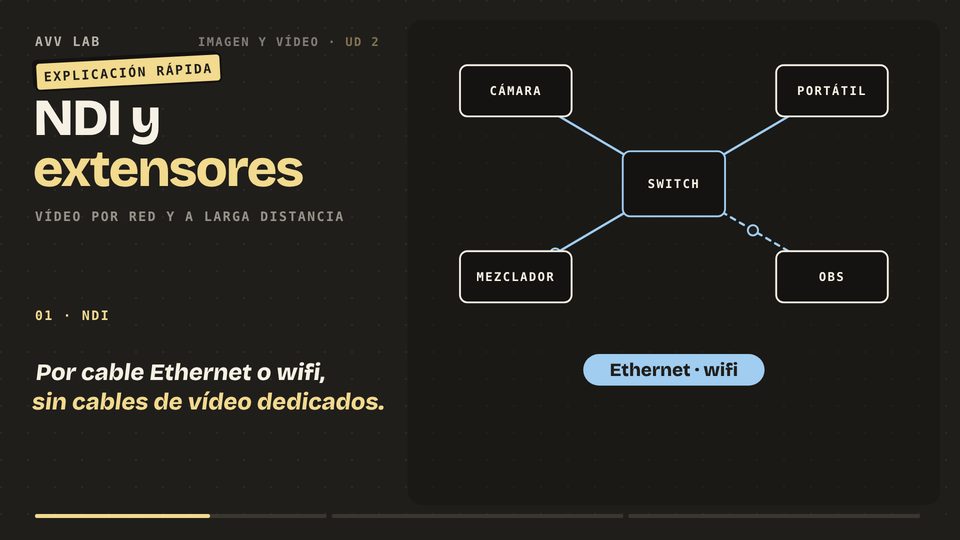 AVV LAB
IMAGEN Y VÍDEO · UD 2
EXPLICACIÓN RÁPIDA
NDI y
extensores
VÍDEO POR RED Y A LARGA DISTANCIA
01 · NDI
Por cable Ethernet o wifi,
sin cables de vídeo dedicados.
CÁMARA
PORTÁTIL
SWITCH
MEZCLADOR
OBS
Ethernet · wifi